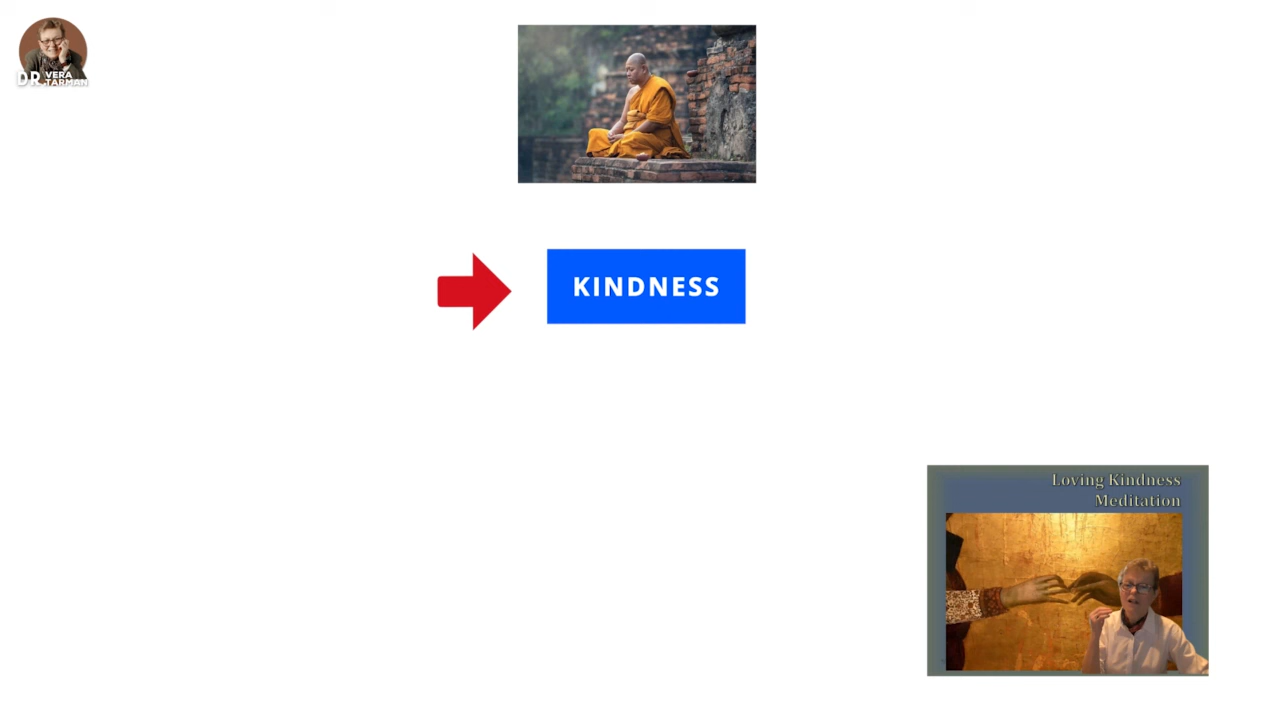 DR VERA
TARMAN
KINDNESS
Loving Kindness
Meditation